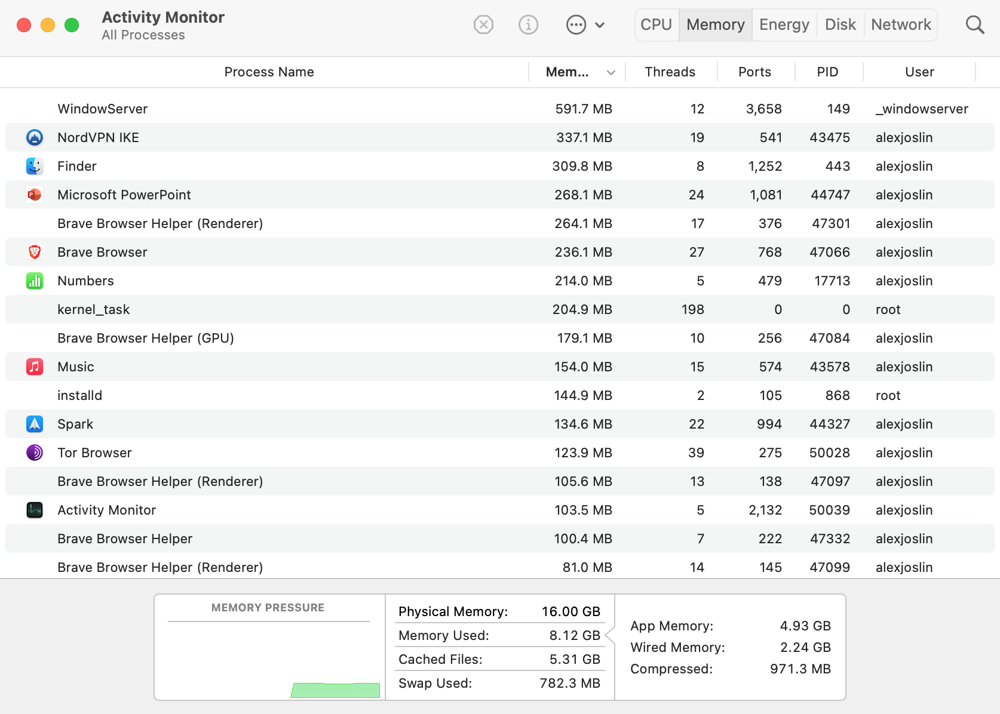 Activity Monitor
All Processes
CPU Memory Energy Disk Network
Process Name Mem... Threads Ports PID User
WindowServer 591.7 MB 12 3,658 149 _windowserver
NordVPN IKE 337.1 MB 19 541 43475 alexjoslin
Finder 309.8 MB 8 1,252 443 alexjoslin
Microsoft PowerPoint 268.1 MB 24 1,081 44747 alexjoslin
Brave Browser Helper (Renderer) 264.1 MB 17 376 47301 alexjoslin
Brave Browser 236.1 MB 27 768 47066 alexjoslin
Numbers 214.0 MB 5 479 17713 alexjoslin
kernel_task 204.9 MB 198 0 0 root
Brave Browser Helper (GPU) 179.1 MB 10 256 47084 alexjoslin
Music 154.0 MB 15 574 43578 alexjoslin
installd 144.9 MB 2 105 868 root
Spark 134.6 MB 22 994 44327 alexjoslin
Tor Browser 123.9 MB 39 275 50028 alexjoslin
Brave Browser Helper (Renderer) 105.6 MB 13 138 47097 alexjoslin
Activity Monitor 103.5 MB 5 2,132 50039 alexjoslin
Brave Browser Helper 100.4 MB 7 222 47332 alexjoslin
Brave Browser Helper (Renderer) 81.0 MB 14 145 47099 alexjoslin
MEMORY PRESSURE
Physical Memory: 16.00 GB
Memory Used: 8.12 GB
Cached Files: 5.31 GB
Swap Used: 782.3 MB
App Memory: 4.93 GB
Wired Memory: 2.24 GB
Compressed: 971.3 MB